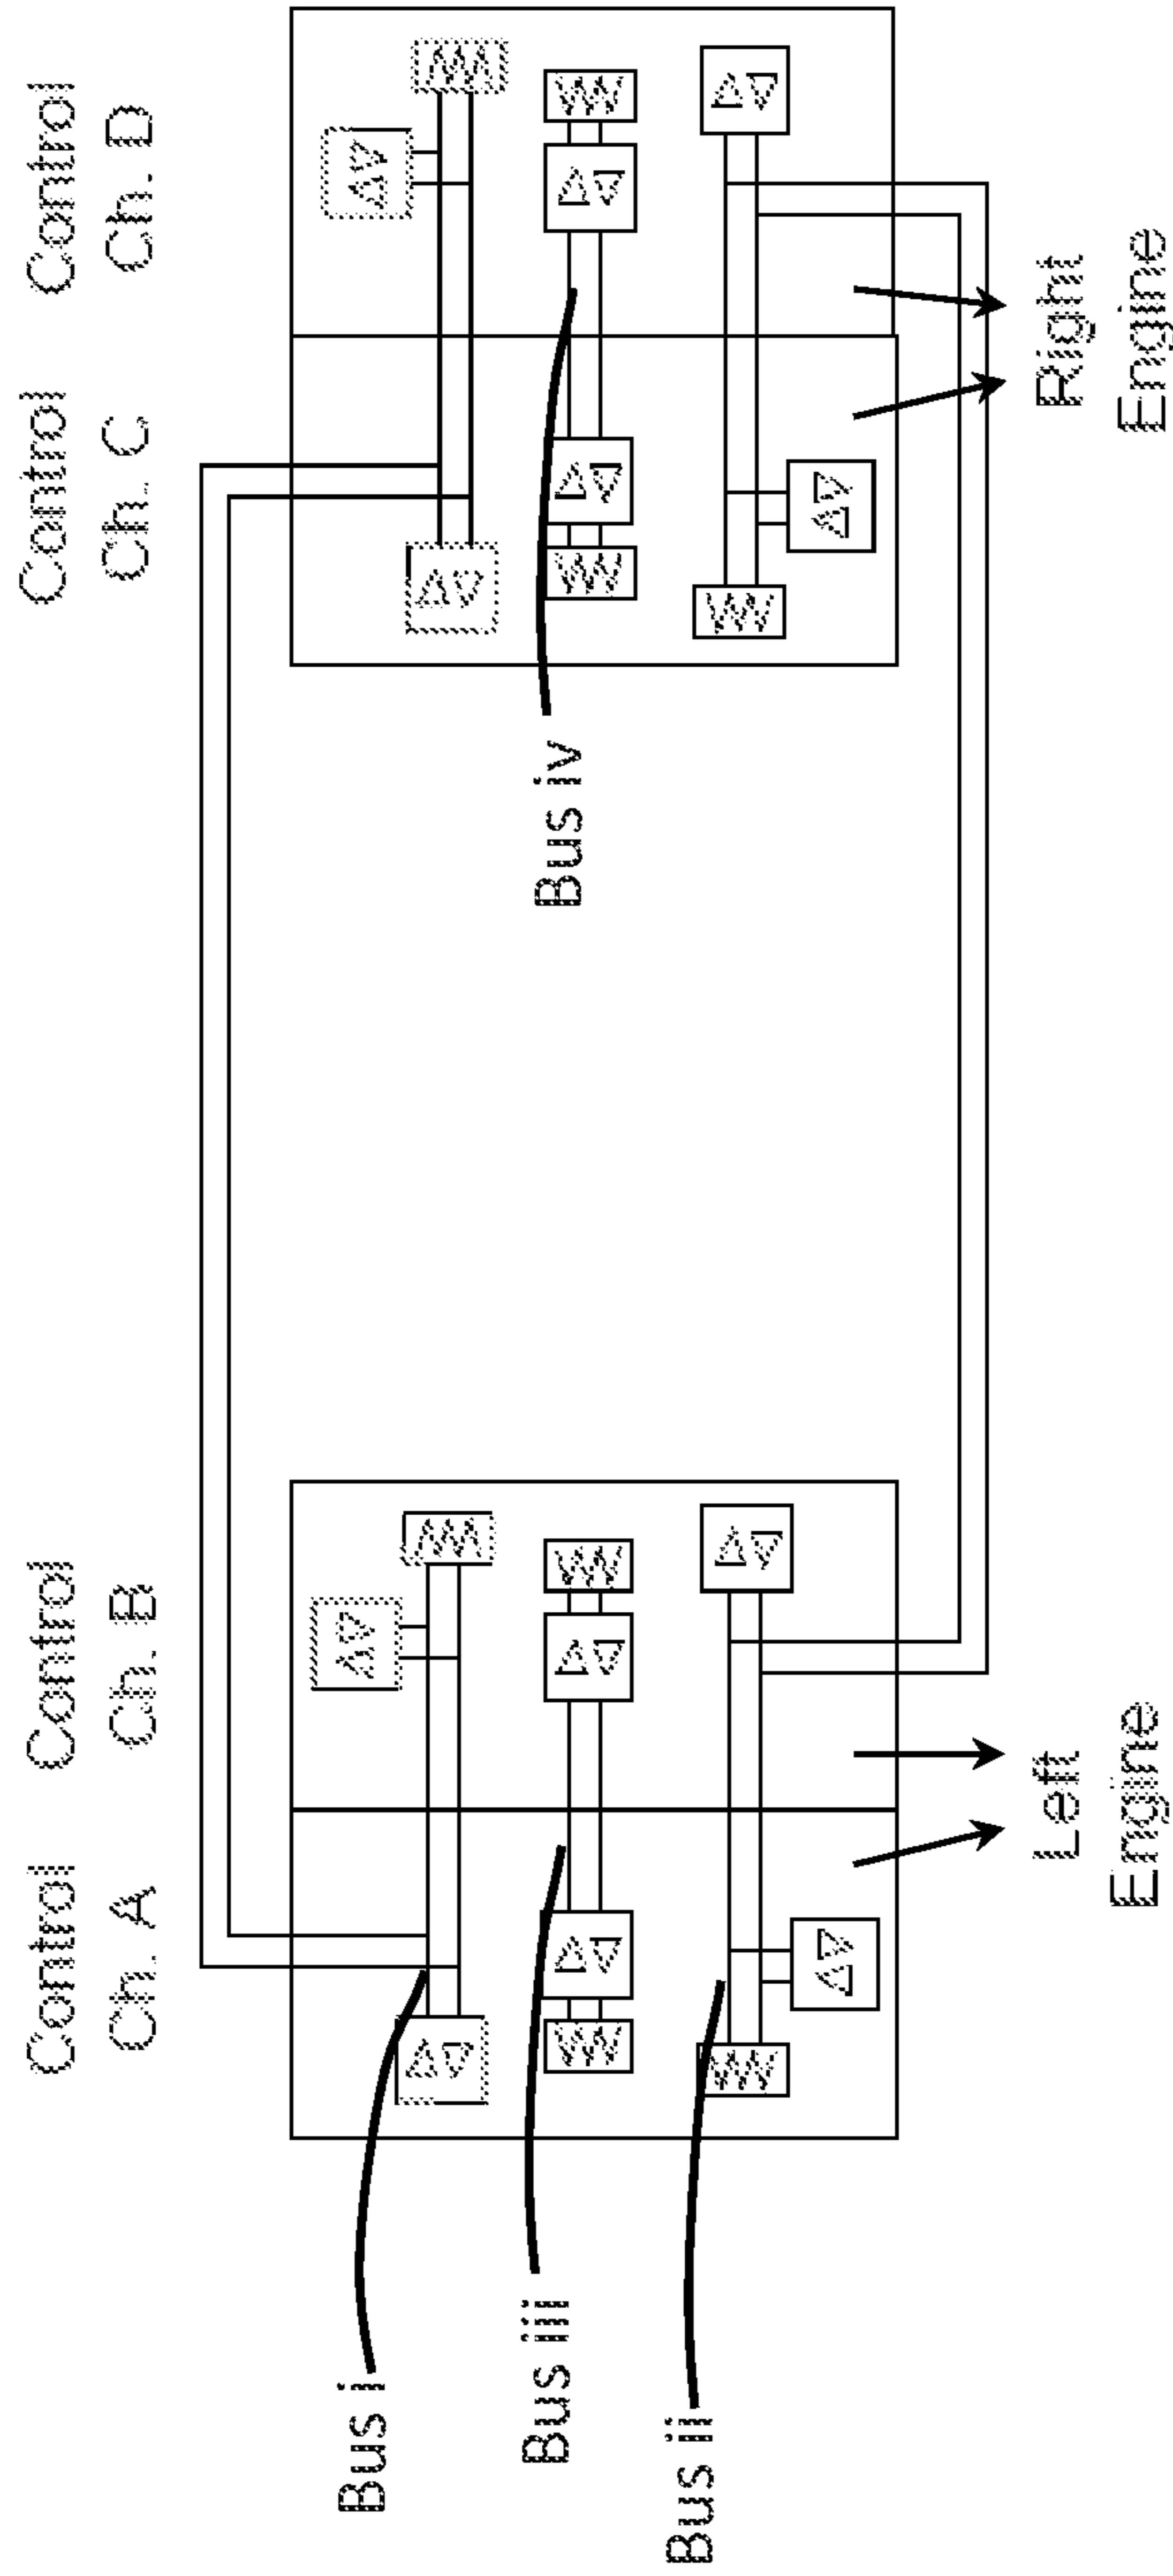 Control
Ch. A
Control
Ch. B
Control
Ch. C
Control
Ch. D
Bus i
Bus iii
Bus ii
Bus iv
Left
Engine
Right
Engine